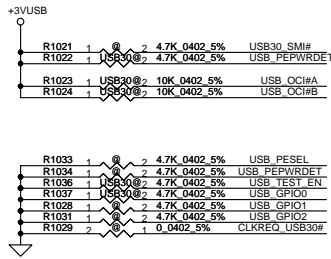 +3VUSB
R1021 1 @ 2 4.7K_0402_5% USB30_SMI#
R1022 1 USB30@ 2 4.7K_0402_5% USB_PEPWRDET
R1023 1 USB30@ 2 10K_0402_5% USB_OCI#A
R1024 1 USB30@ 2 10K_0402_5% USB_OCI#B
R1033 1 @ 2 4.7K_0402_5% USB_PESEL
R1034 1 @ 2 4.7K_0402_5% USB_PEPWRDET
R1036 1 USB30@ 2 4.7K_0402_5% USB_TEST_EN
R1037 1 USB30@ 2 4.7K_0402_5% USB_GPIO0
R1028 1 @ 2 4.7K_0402_5% USB_GPIO1
R1031 1 @ 2 4.7K_0402_5% USB_GPIO2
R1029 2 @ 1 0_0402_5% CLKREQ_USB30#